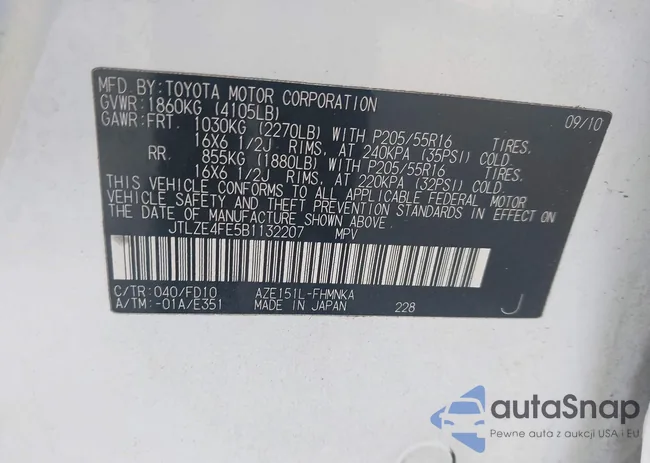 MFD.BY:TOYOTA MOTOR CORPORATION 09/10
GVWR:1860KG (4105LB)
GAWR:FRT. 1030KG (2270LB) WITH P205/55R16 TIRES.
16X6 1/2J RIMS, AT 240KPA (35PSI) COLD.
RR. 855KG (1880LB) WITH P205/55R16 TIRES.
16X6 1/2J RIMS, AT 220KPA (32PSI) COLD.
THIS VEHICLE CONFORMS TO ALL APPLICABLE FEDERAL MOTOR
VEHICLE SAFETY AND THEFT PREVENTION STANDARDS IN EFFECT ON
THE DATE OF MANUFACTURE SHOWN ABOVE.
JTLZE4FE5B1132207 MPV
C/TR:040/FD10 AZE151L-FHMNKA
A/TM:-01A/E351 MADE IN JAPAN 228 J
autoSnap
Pewne auta z aukcji USA i EU